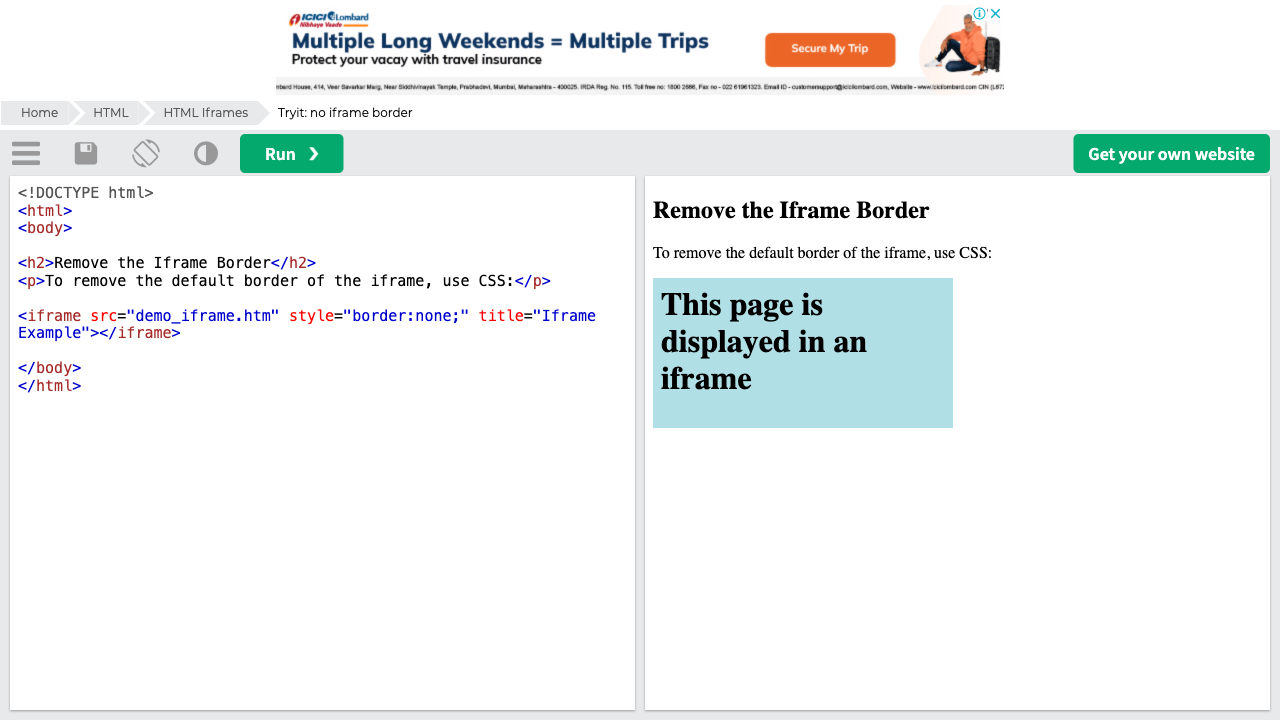 ICICI Lombard
Nibhaye Vaade
Multiple Long Weekends = Multiple Trips
Protect your vacay with travel insurance
Secure My Trip
mbard House, 414, Veer Savarkar Marg, Near Siddhivinayak Temple, Prabhadevi, Mumbai, Maharashtra - 400025. IRDA Reg. No. 115. Toll free no: 1800 2666, Fax no - 022 61961323. Email ID - customersupport@icicilombard.com, Website - www.icicilombard.com CIN (L67
Home
HTML
HTML Iframes
Tryit: no iframe border
Run ❯
Get your own website
<!DOCTYPE html>
<html>
<body>
<h2>Remove the Iframe Border</h2>
<p>To remove the default border of the iframe, use CSS:</p>
<iframe src="demo_iframe.htm" style="border:none;" title="Iframe
Example"></iframe>
</body>
</html>
Remove the Iframe Border
To remove the default border of the iframe, use CSS:
This page is
displayed in an
iframe